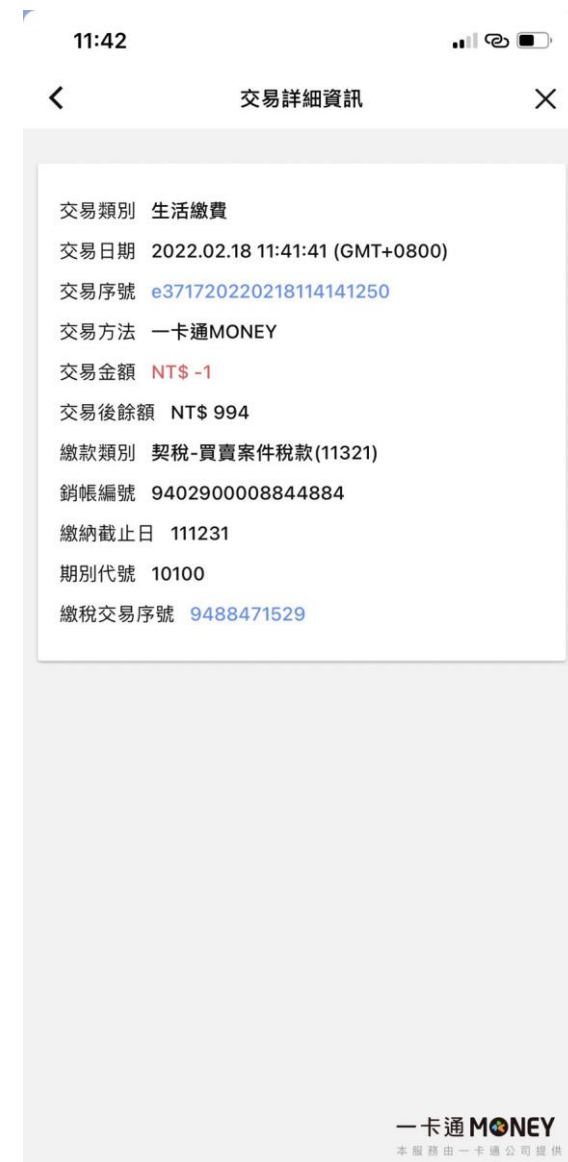 11:42
交易詳細資訊
交易類別 生活繳費
交易日期 2022.02.18 11:41:41 (GMT+0800)
交易序號 e371720220218114141250
交易方法 一卡通MONEY
交易金額 NT$ -1
交易後餘額 NT$ 994
繳款類別 契稅-買賣案件稅款(11321)
銷帳編號 9402900008844884
繳納截止日 111231
期別代號 10100
繳稅交易序號 9488471529
一卡通 MONEY
本服務由一卡通公司提供